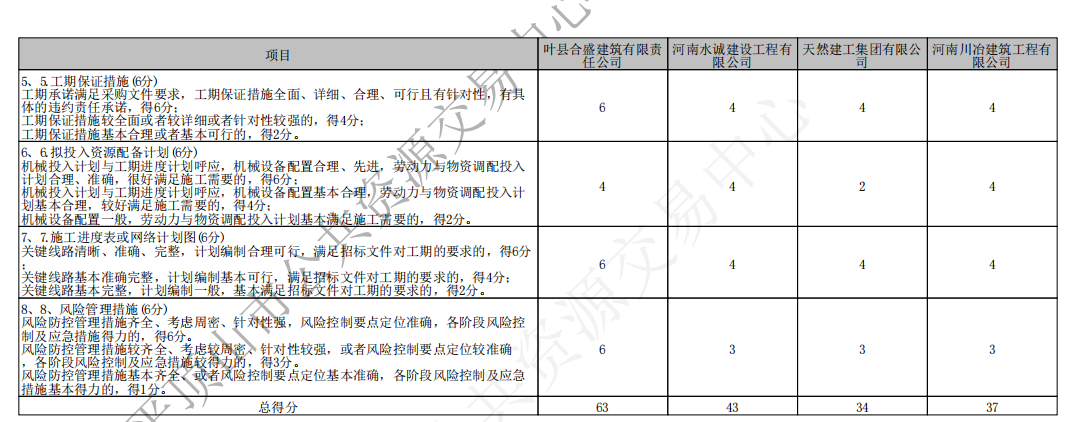 项目
叶县合盛建筑有限责
任公司
河南水诚建设工程有
限公司
天然建工集团有限公
司
河南川冶建筑工程有
限公司
5、5.工期保证措施(6分)
工期承诺满足采购文件要求，工期保证措施全面、详细、合理、可行且有针对性，有具
体的违约责任承诺，得6分；
工期保证措施较全面或者较详细或者针对性较强的，得4分；
工期保证措施基本合理或者基本可行的，得2分。
6 4 4 4
6、6.拟投入资源配备计划(6分)
机械投入计划与工期进度计划呼应，机械设备配置合理、先进，劳动力与物资调配投入
计划合理、准确，很好满足施工需要的，得6分；
机械投入计划与工期进度计划呼应，机械设备配置基本合理，劳动力与物资调配投入计
划基本合理，较好满足施工需要的，得4分；
机械设备配置一般，劳动力与物资调配投入计划基本满足施工需要的，得2分。
4 4 2 4
7、7.施工进度表或网络计划图(6分)
关键线路清晰、准确、完整，计划编制合理可行，满足招标文件对工期的要求的，得6分
；
关键线路基本准确完整，计划编制基本可行，满足招标文件对工期的要求的，得4分；
关键线路基本完整，计划编制一般，基本满足招标文件对工期的要求的，得2分。
6 4 4 4
8、8、风险管理措施(6分)
风险防控管理措施齐全、考虑周密、针对性强，风险控制要点定位准确，各阶段风险控
制及应急措施得力的，得6分。
风险防控管理措施较齐全、考虑较周密、针对性较强，或者风险控制要点定位较准确
，各阶段风险控制及应急措施较得力的，得3分。
风险防控管理措施基本齐全、或者风险控制要点定位基本准确，各阶段风险控制及应急
措施基本得力的，得1分。
6 3 3 3
总得分 63 43 34 37
平顶山市公共资源交易中心
共资源交易中心